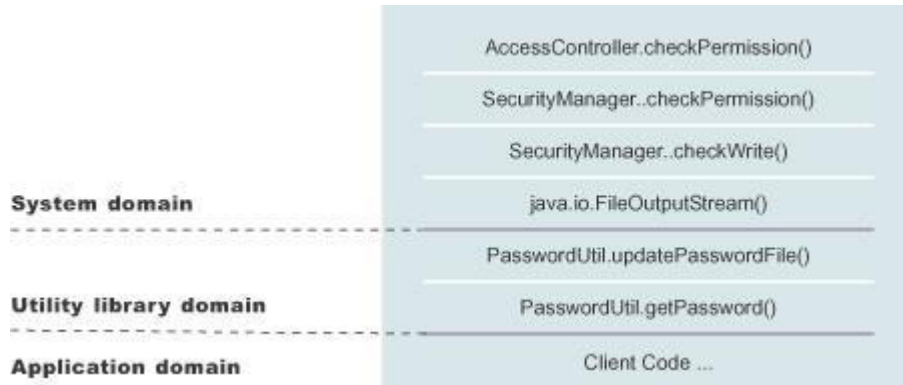 AccessController.checkPermission()
SecurityManager..checkPermission()
SecurityManager..checkWrite()
System domain java.io.FileOutputStream()
PasswordUtil.updatePasswordFile()
Utility library domain PasswordUtil.getPassword()
Application domain Client Code ...